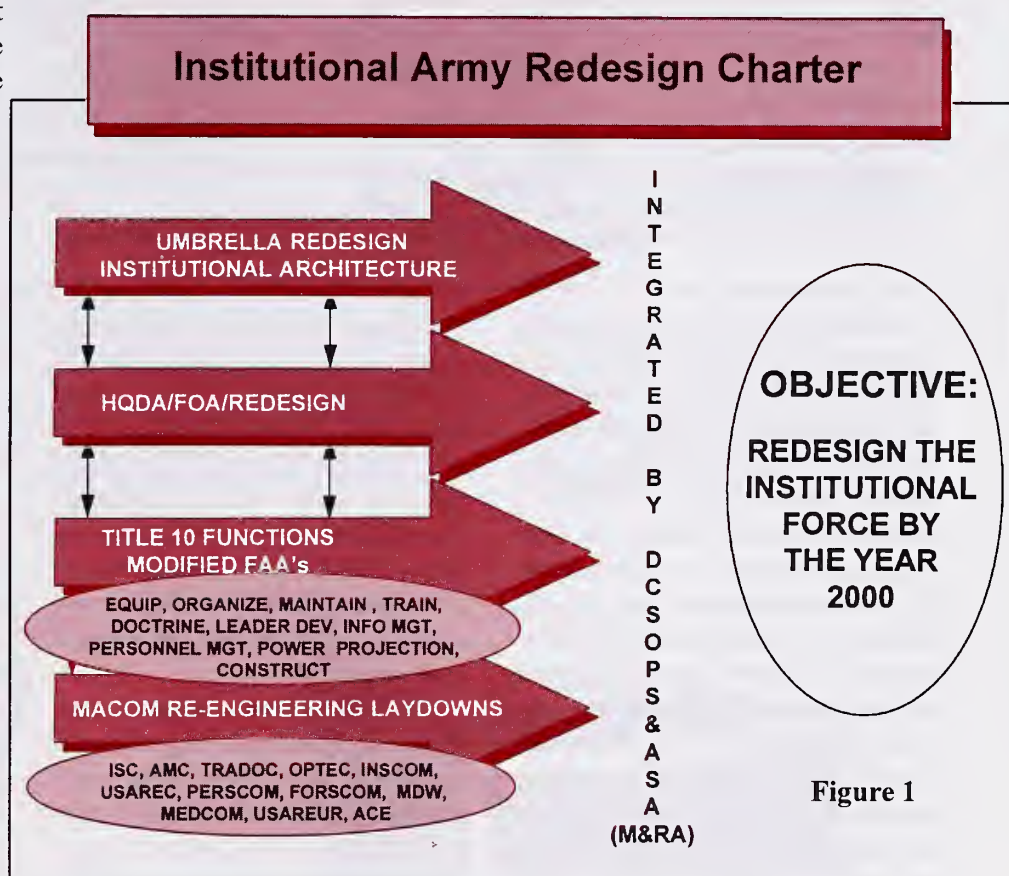 Institutional Army Redesign Charter
UMBRELLA REDESIGN
INSTITUTIONAL ARCHITECTURE
HQDA/FOA/REDESIGN
TITLE 10 FUNCTIONS
MODIFIED FAA's
EQUIP, ORGANIZE, MAINTAIN , TRAIN,
DOCTRINE, LEADER DEV, INFO MGT,
PERSONNEL MGT, POWER PROJECTION,
CONSTRUCT
MACOM RE-ENGINEERING LAYDOWNS
ISC, AMC, TRADOC, OPTEC, INSCOM,
USAREC, PERSCOM, FORSCOM, MDW,
MEDCOM, USAREUR, ACE
INTEGRATED BY DCSOPS&ASA
(M&RA)
OBJECTIVE:
REDESIGN THE
INSTITUTIONAL
FORCE BY
THE YEAR
2000
Figure 1